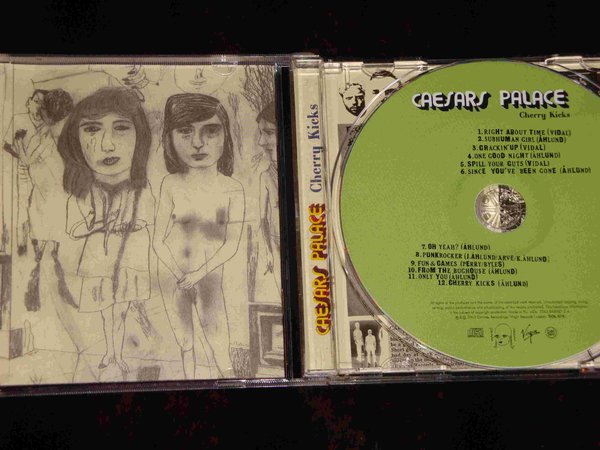 CAESARS PALACE Cherry Kicks
CAESARS PALACE
Cherry Kicks
1. RIGHT ABOUT TIME (VIDAL)
2. SUBHUMAN GIRL (ÅHLUND)
3. CRACKIN'UP (VIDAL)
4. ONE GOOD NIGHT (ÅHLUND)
5. SPILL YOUR GUTS (VIDAL)
6. SINCE YOU'VE BEEN GONE (ÅHLUND)
7. OH YEAH? (ÅHLUND)
8. PUNKROCKER (J.ÅHLUND/ARVE/K.ÅHLUND)
9. FUN & GAMES (PERRY/BYLES)
10. FROM THE BUGHOUSE (ÅHLUND)
11. ONLY YOU (ÅHLUND)
12. CHERRY KICKS (ÅHLUND)
Virgin